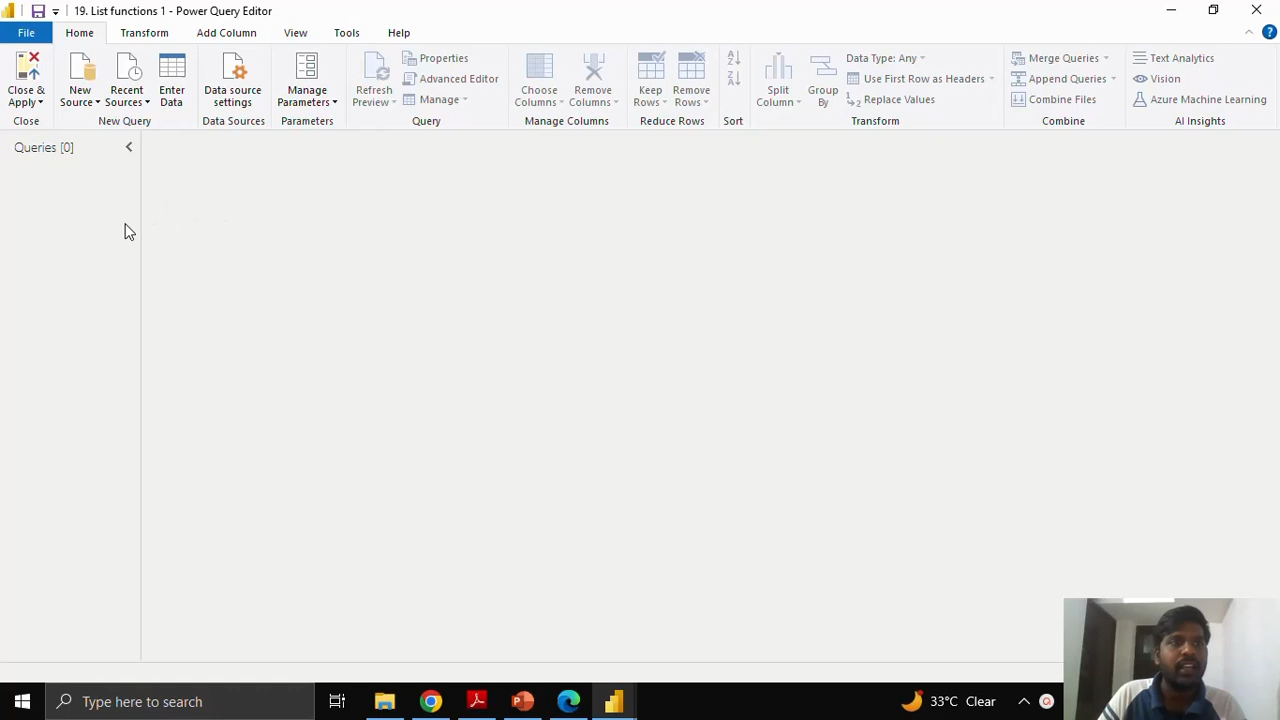 19. List functions 1 - Power Query Editor
File Home Transform Add Column View Tools Help
Close & Apply
New Source
Recent Sources
Enter Data
Data source settings
Manage Parameters
Refresh Preview
Properties
Advanced Editor
Manage
Choose Columns
Remove Columns
Keep Rows
Remove Rows
Split Column
Group By
Data Type: Any
Use First Row as Headers
Replace Values
Merge Queries
Append Queries
Combine Files
Text Analytics
Vision
Azure Machine Learning
Close New Query Data Sources Parameters Query Manage Columns Reduce Rows Sort Transform Combine AI Insights
Queries [0]
Type here to search
33°C Clear